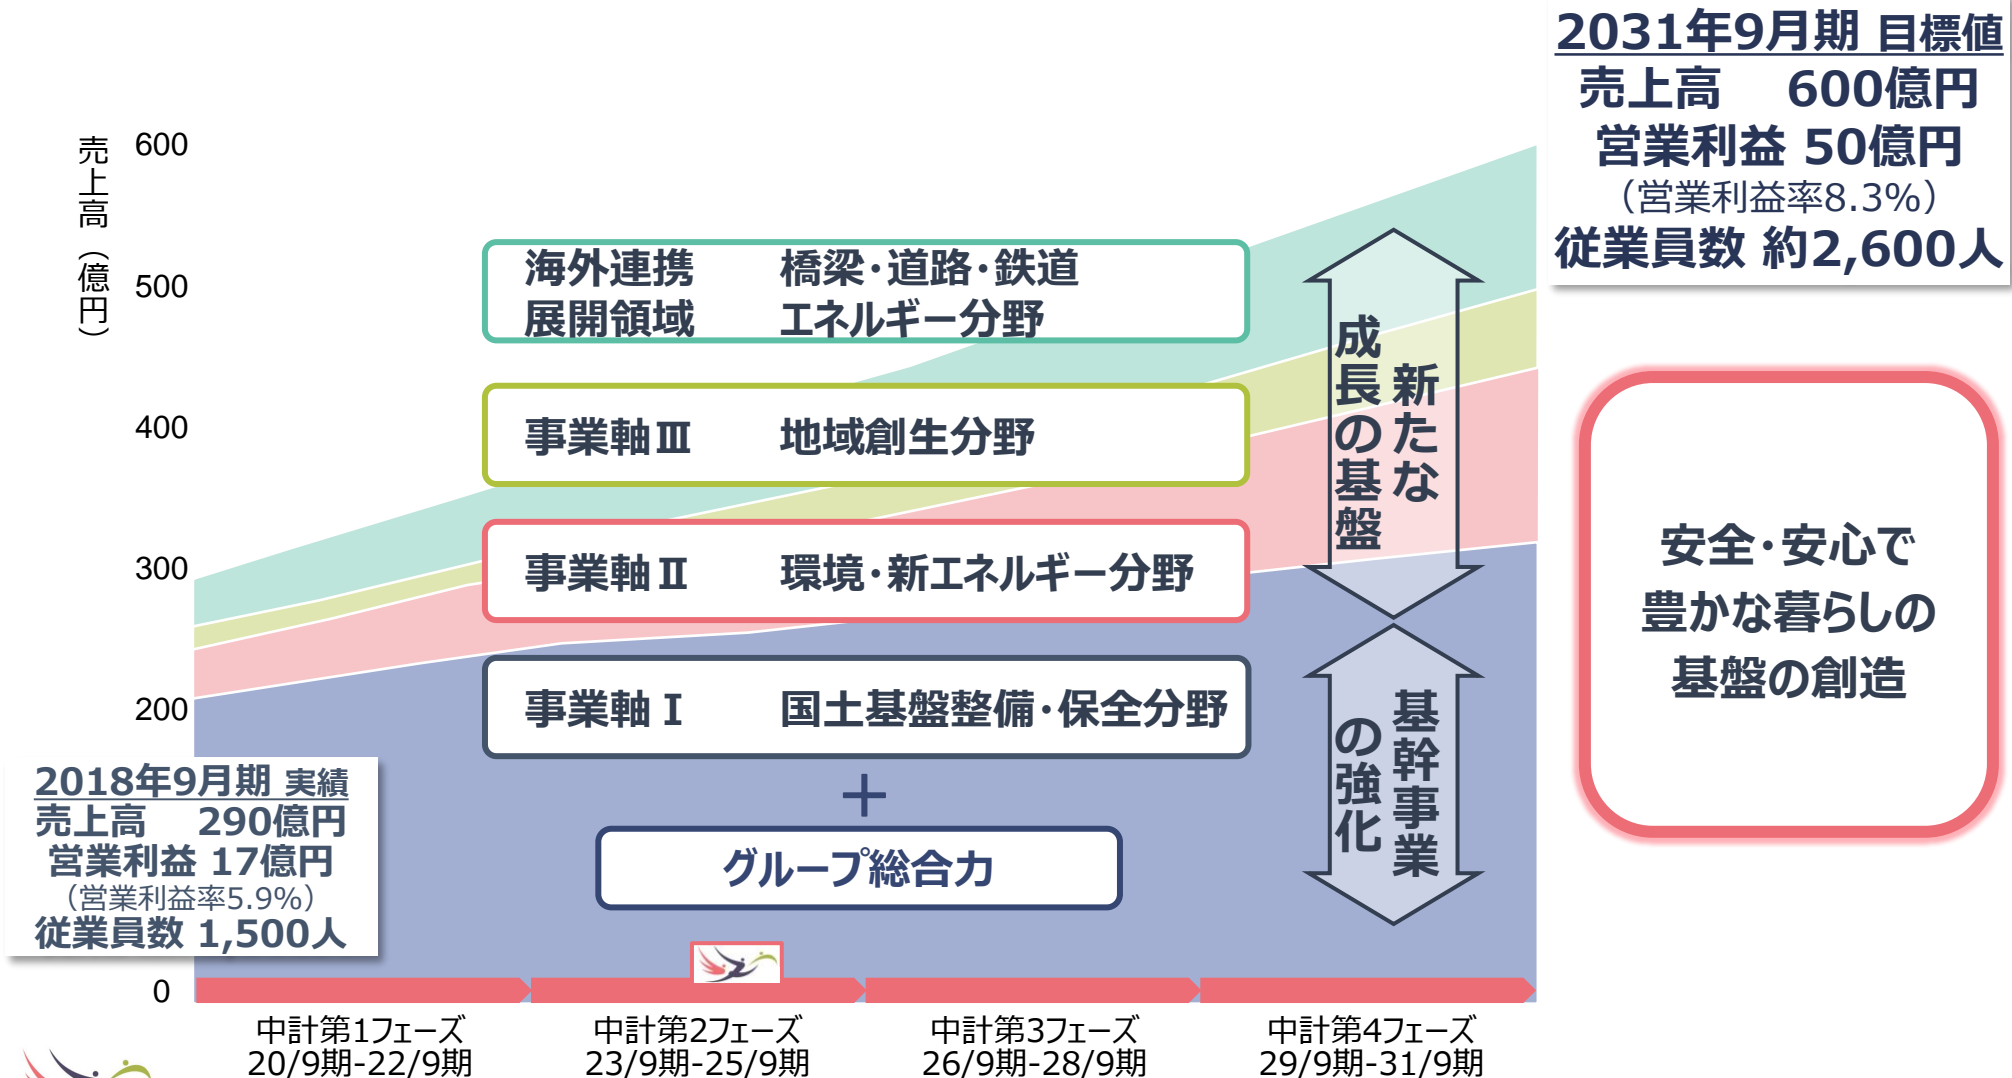 2031年9月期 目標値
売上高 600億円
営業利益 50億円
（営業利益率8.3%）
従業員数 約2,600人
売上高（億円）
600
500
400
300
200
0
海外連携 橋梁･道路･鉄道
展開領域 エネルギー分野
事業軸Ⅲ 地域創生分野
事業軸Ⅱ 環境･新エネルギー分野
事業軸Ⅰ 国土基盤整備･保全分野
＋
グループ総合力
新たな
成長の基盤
基幹事業
の強化
安全･安心で
豊かな暮らしの
基盤の創造
2018年9月期 実績
売上高 290億円
営業利益 17億円
（営業利益率5.9%）
従業員数 1,500人
中計第1フェーズ
20/9期-22/9期
中計第2フェーズ
23/9期-25/9期
中計第3フェーズ
26/9期-28/9期
中計第4フェーズ
29/9期-31/9期